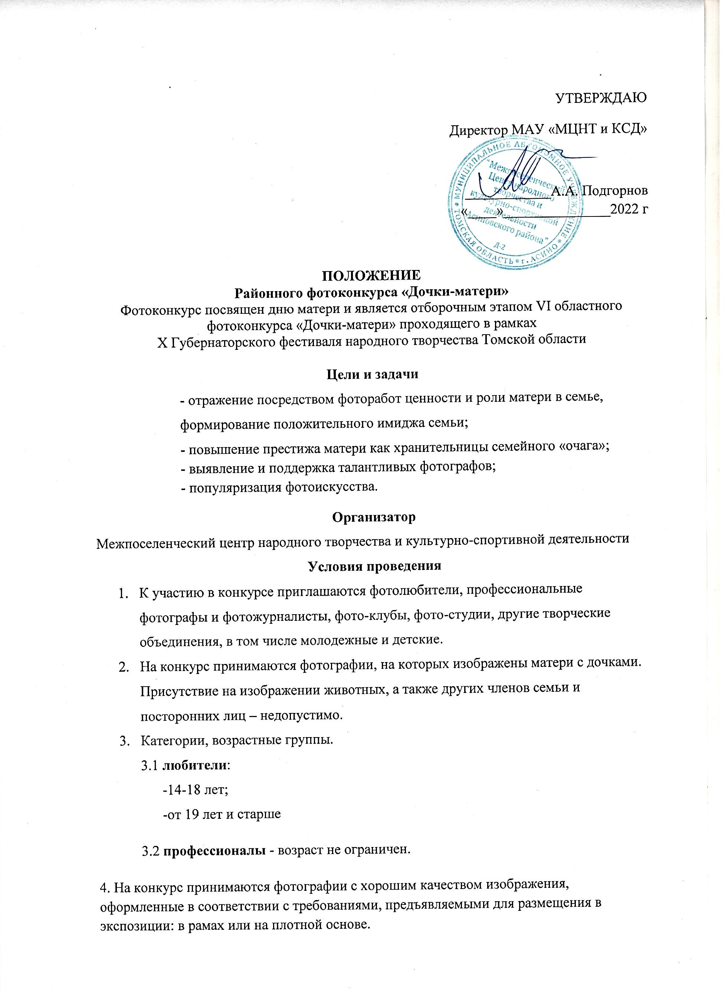 УТВЕРЖДАЮ
Директор МАУ «МЦНТ и КСД»
* МУНИЦИПАЛЬНОЕ АВТОНОМНОЕ УЧРЕЖДЕНИЕ * ТОМСКАЯ ОБЛАСТЬ * г. АСИНО *
"Межпоселенческий
Центр народного
творчества и
культурно-спортивной
деятельности
Асиновского района"
Д-2
____________А.А. Подгорнов
«____»_______________2022 г
ПОЛОЖЕНИЕ
Районного фотоконкурса «Дочки-матери»
Фотоконкурс посвящен дню матери и является отборочным этапом VI областного
фотоконкурса «Дочки-матери» проходящего в рамках
X Губернаторского фестиваля народного творчества Томской области
Цели и задачи
- отражение посредством фоторабот ценности и роли матери в семье,
формирование положительного имиджа семьи;
- повышение престижа матери как хранительницы семейного «очага»;
- выявление и поддержка талантливых фотографов;
- популяризация фотоискусства.
Организатор
Межпоселенческий центр народного творчества и культурно-спортивной деятельности
Условия проведения
1. К участию в конкурсе приглашаются фотолюбители, профессиональные
фотографы и фотожурналисты, фото-клубы, фото-студии, другие творческие
объединения, в том числе молодежные и детские.
2. На конкурс принимаются фотографии, на которых изображены матери с дочками.
Присутствие на изображении животных, а также других членов семьи и
посторонних лиц – недопустимо.
3. Категории, возрастные группы.
3.1 любители:
-14-18 лет;
-от 19 лет и старше
3.2 профессионалы - возраст не ограничен.
4. На конкурс принимаются фотографии с хорошим качеством изображения,
оформленные в соответствии с требованиями, предъявляемыми для размещения в
экспозиции: в рамах или на плотной основе.